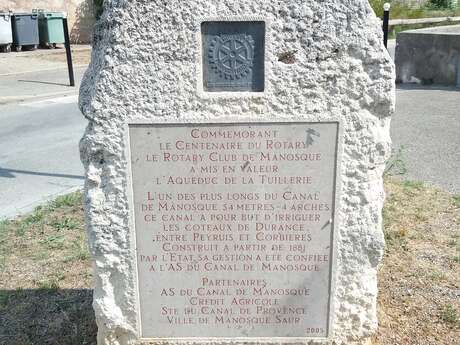 Commemorant
le Centenaire du Rotary
le Rotary Club de Manosque
a mis en valeur
l'Aqueduc de la Tuillerie
L'un des plus longs du Canal
de Manosque 54 metres - 4 arches
ce canal a pour but d'irriguer
les coteaux de Durance
entre Peyruis et Corbieres
Construit a partir de 1881
par l'Etat, sa gestion a ete confiee
a l'AS du Canal de Manosque
Partenaires
AS du Canal de Manosque
Credit Agricole
Ste du Canal de Provence
Ville de Manosque Saur
2005